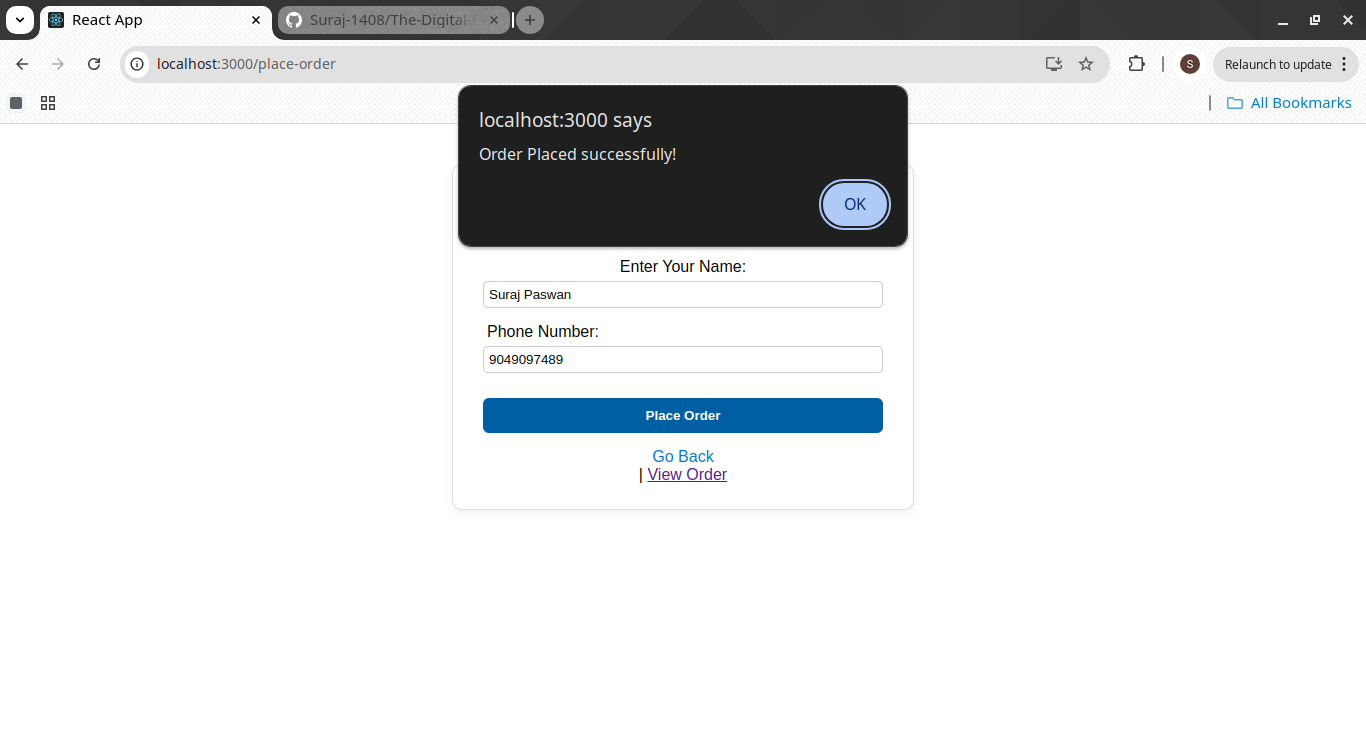 React App
Suraj-1408/The-Digital-
localhost:3000/place-order
S
Relaunch to update
All Bookmarks
localhost:3000 says
Order Placed successfully!
OK
Enter Your Name:
Suraj Paswan
Phone Number:
9049097489
Place Order
Go Back
| View Order